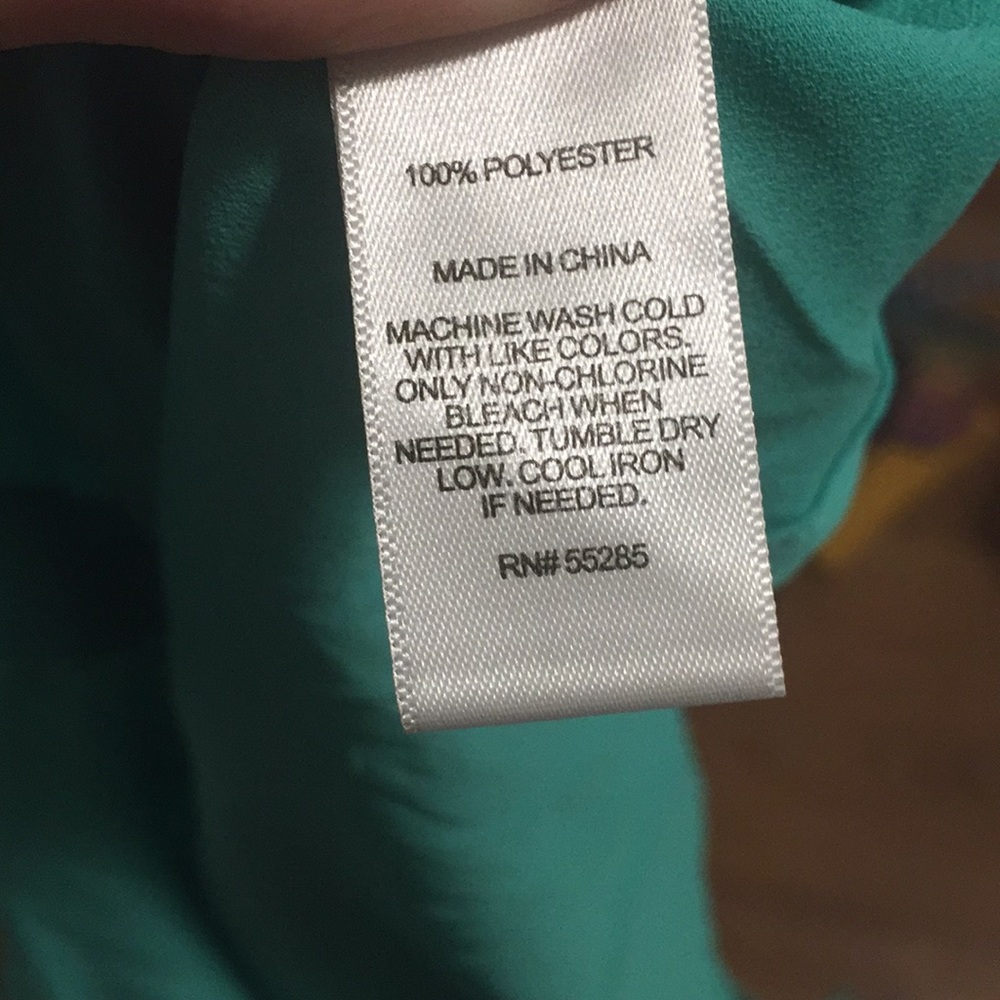 100% POLYESTER
MADE IN CHINA
MACHINE WASH COLD
WITH LIKE COLORS.
ONLY NON-CHLORINE
BLEACH WHEN
NEEDED. TUMBLE DRY
LOW. COOL IRON
IF NEEDED.
RN# 55285